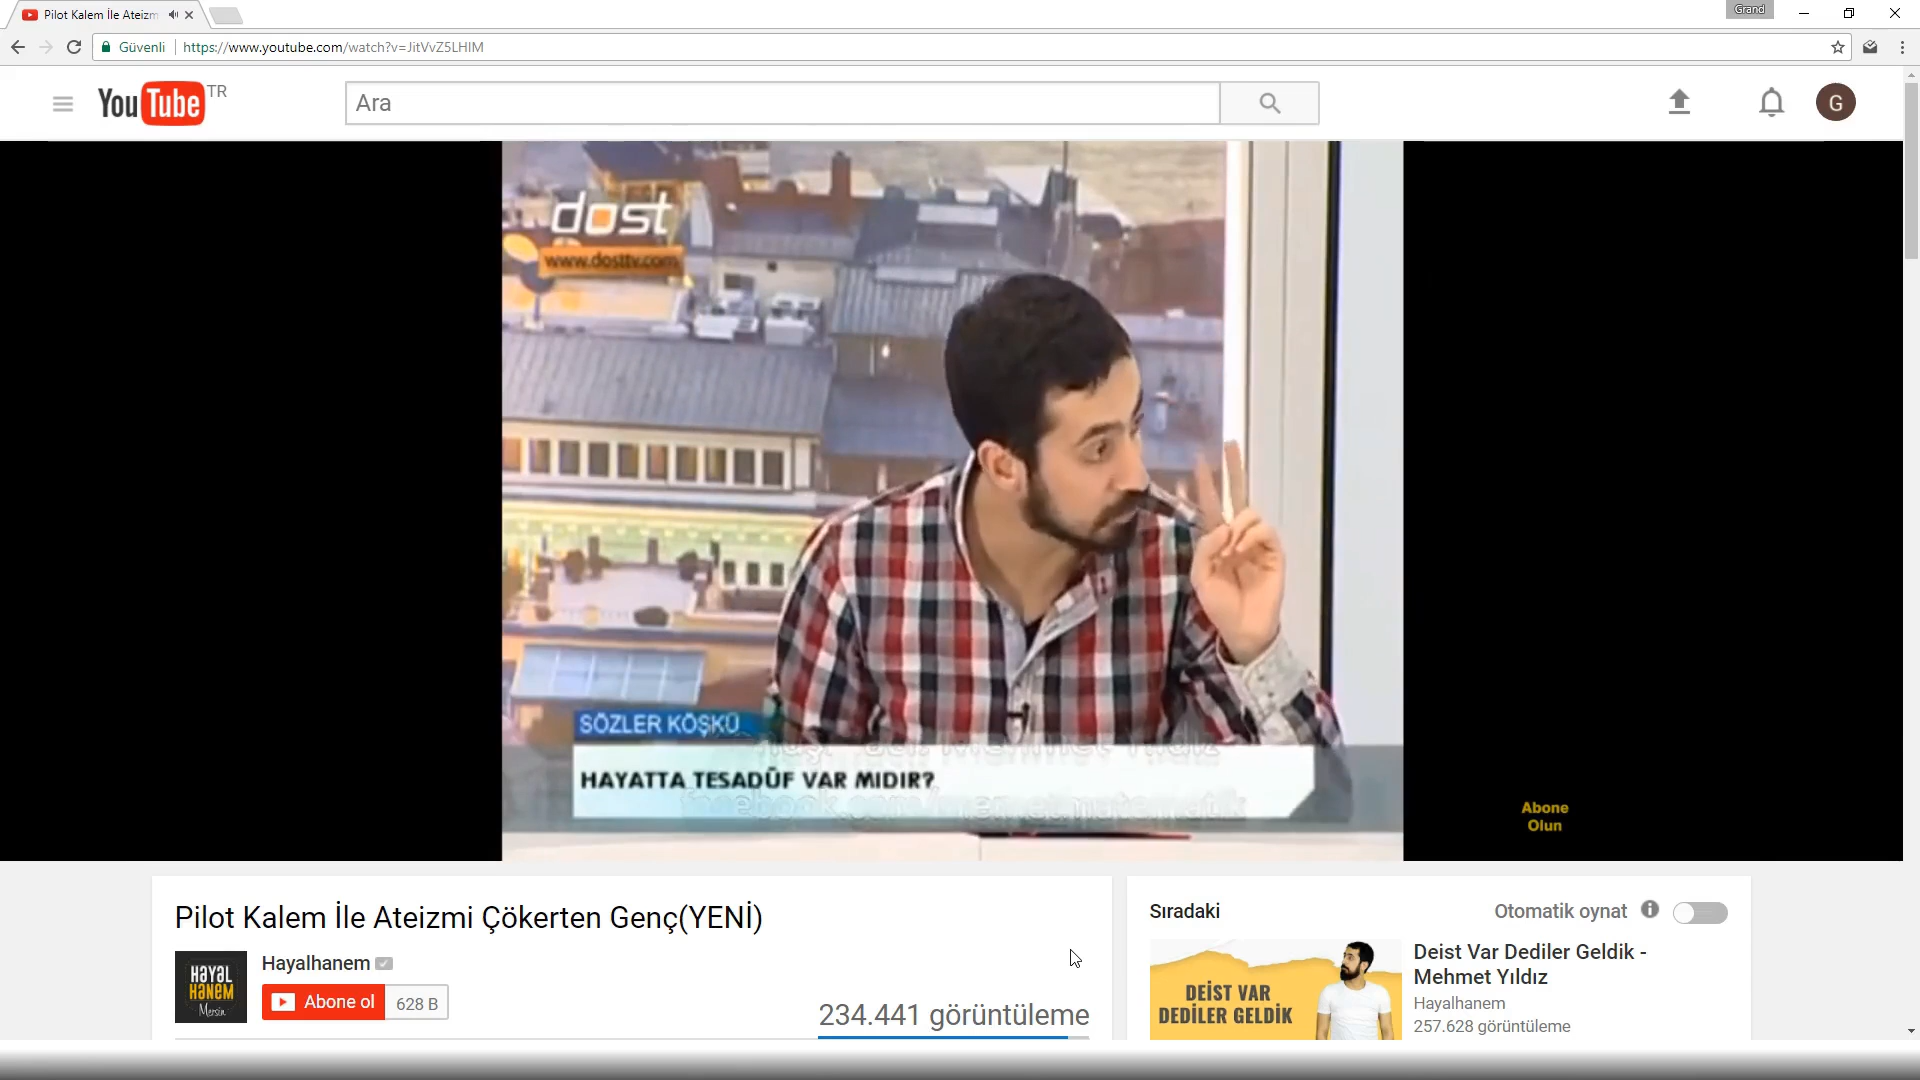 Pilot Kalem İle Ateizm
Grand
Güvenli
https://www.youtube.com/watch?v=JitVvZ5LHIM
YouTube TR
Ara
G
dost
www.dosttv.com
SÖZLER KÖŞKÜ
HAYATTA TESADÜF VAR MIDIR?
Abone
Olun
Pilot Kalem İle Ateizmi Çökerten Genç(YENİ)
HAYAL
HANEM
Mersin
Hayalhanem
Abone ol
628 B
234.441 görüntüleme
Sıradaki
Otomatik oynat
DEİST VAR
DEDİLER GELDİK
Deist Var Dediler Geldik -
Mehmet Yıldız
Hayalhanem
257.628 görüntüleme